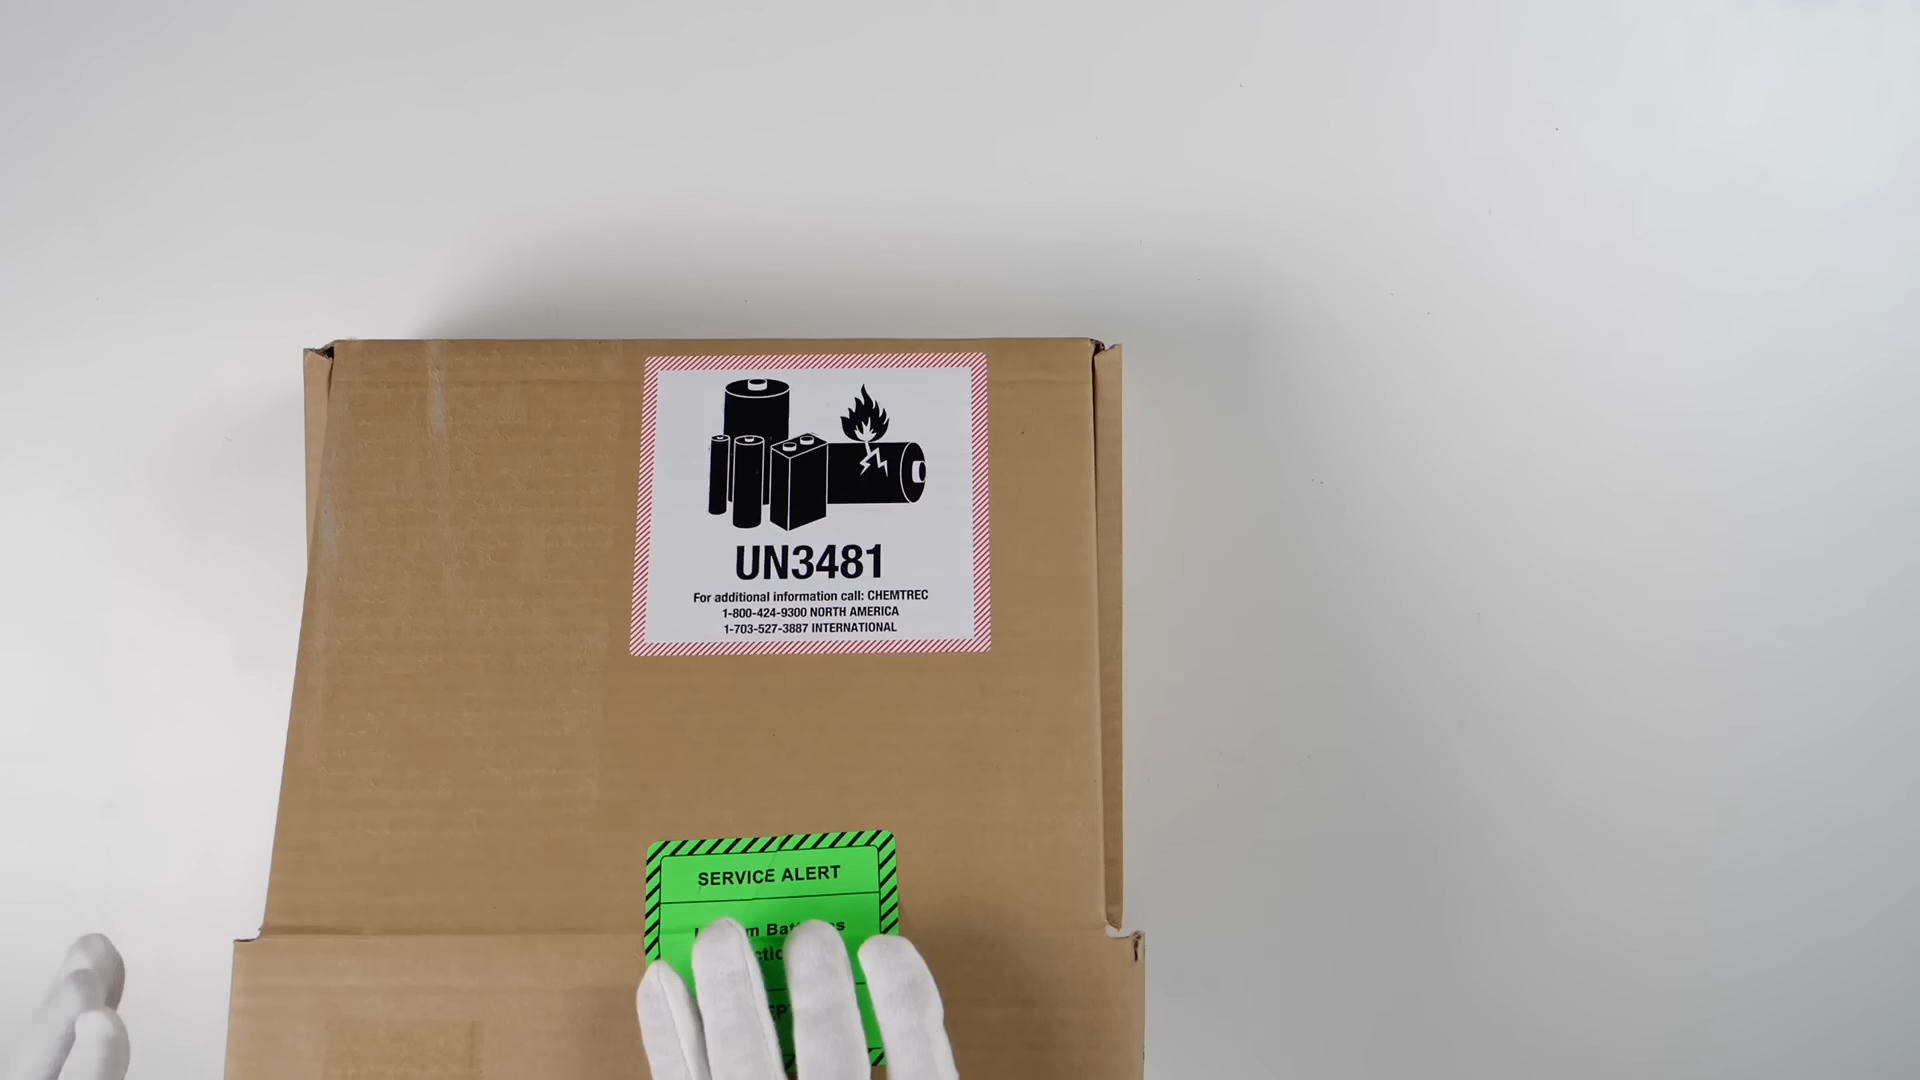 UN3481
For additional information call: CHEMTREC
1-800-424-9300 NORTH AMERICA
1-703-527-3887 INTERNATIONAL
SERVICE ALERT